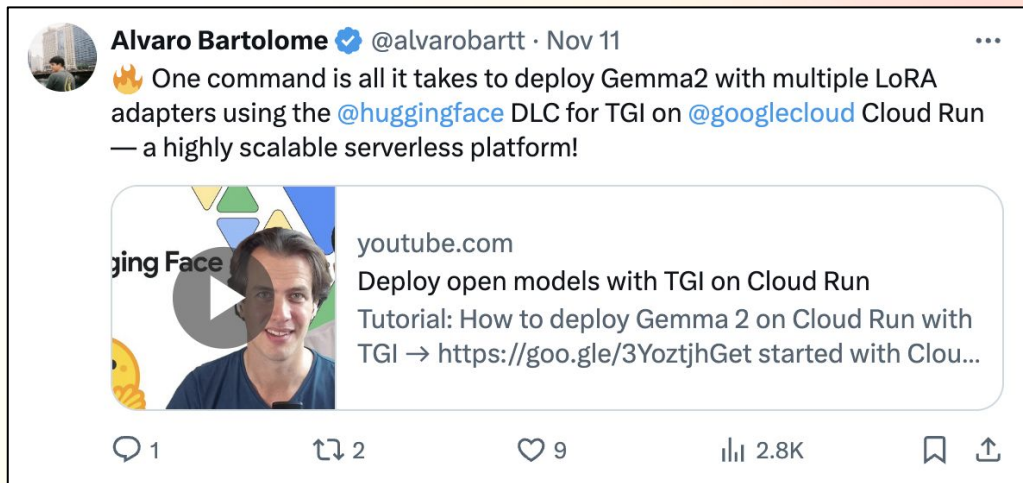 Alvaro Bartolome @alvarobartt · Nov 11
🔥 One command is all it takes to deploy Gemma2 with multiple LoRA
adapters using the @huggingface DLC for TGI on @googlecloud Cloud Run
— a highly scalable serverless platform!
ging Face
youtube.com
Deploy open models with TGI on Cloud Run
Tutorial: How to deploy Gemma 2 on Cloud Run with
TGI → https://goo.gle/3YoztjhGet started with Clou...
1 2 9 2.8K